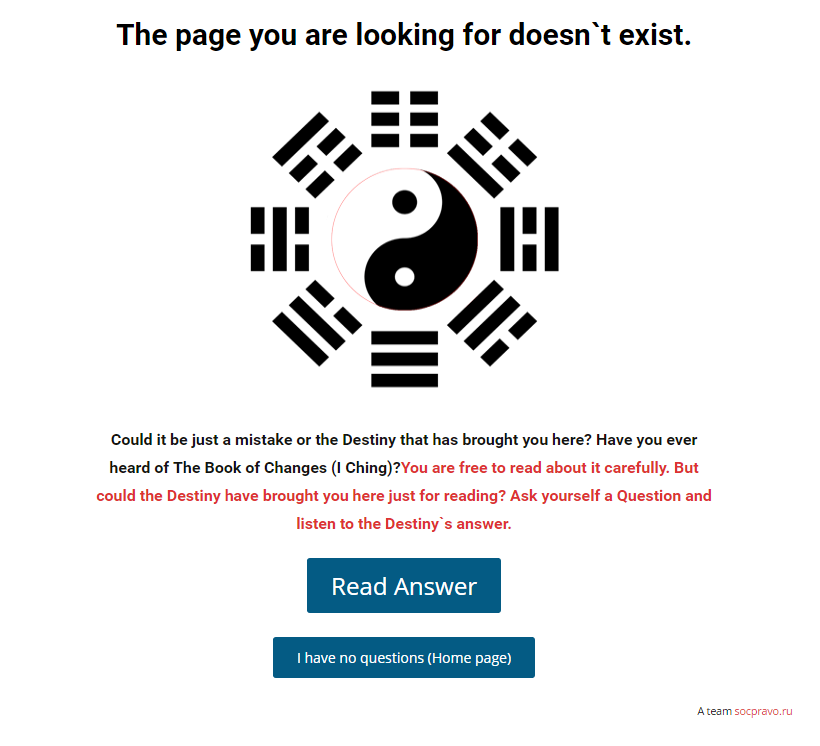 The page you are looking for doesn`t exist.
Could it be just a mistake or the Destiny that has brought you here? Have you ever
heard of The Book of Changes (I Ching)?You are free to read about it carefully. But
could the Destiny have brought you here just for reading? Ask yourself a Question and
listen to the Destiny`s answer.
Read Answer
I have no questions (Home page)
A team socpravo.ru